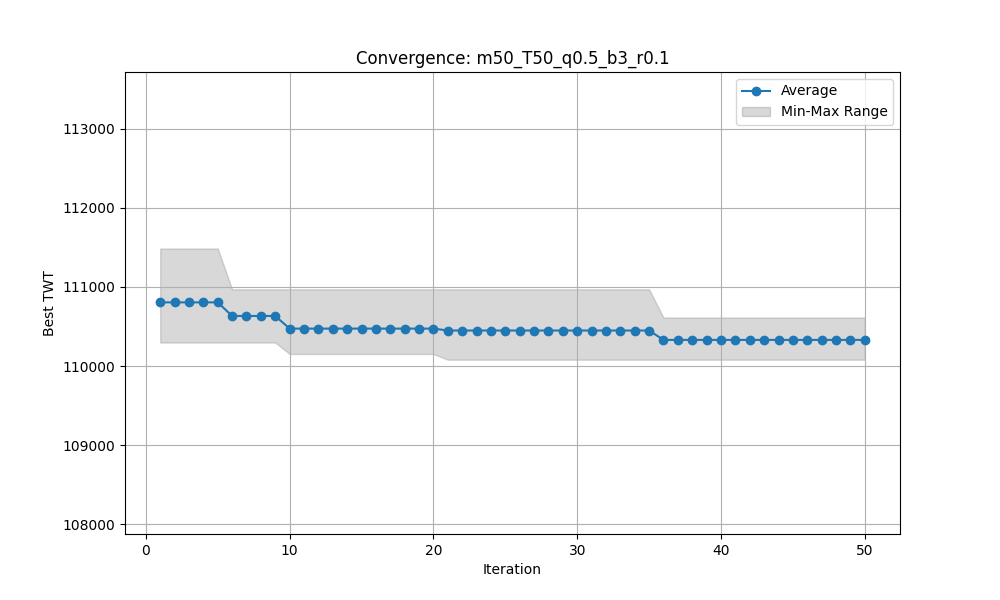 Convergence: m50_T50_q0.5_b3_r0.1
Average
Min-Max Range
Best TWT
113000
112000
111000
110000
109000
108000
0 10 20 30 40 50
Iteration